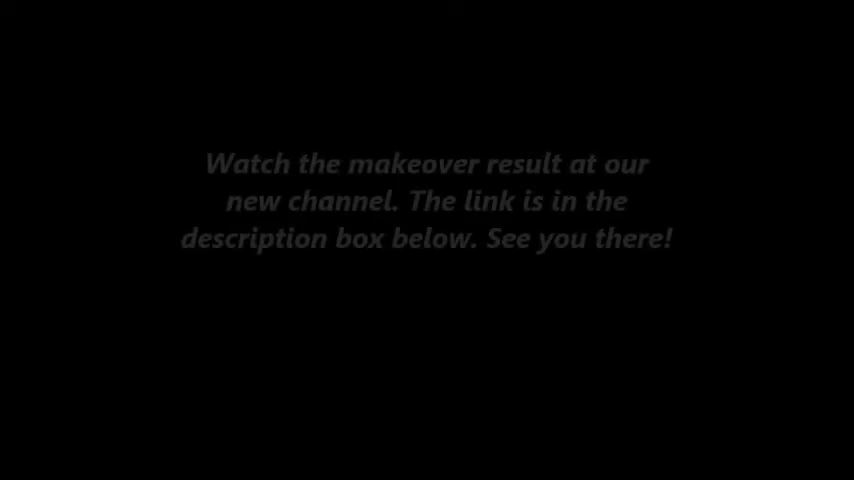 Watch the makeover result at our
new channel. The link is in the
description box below. See you there!